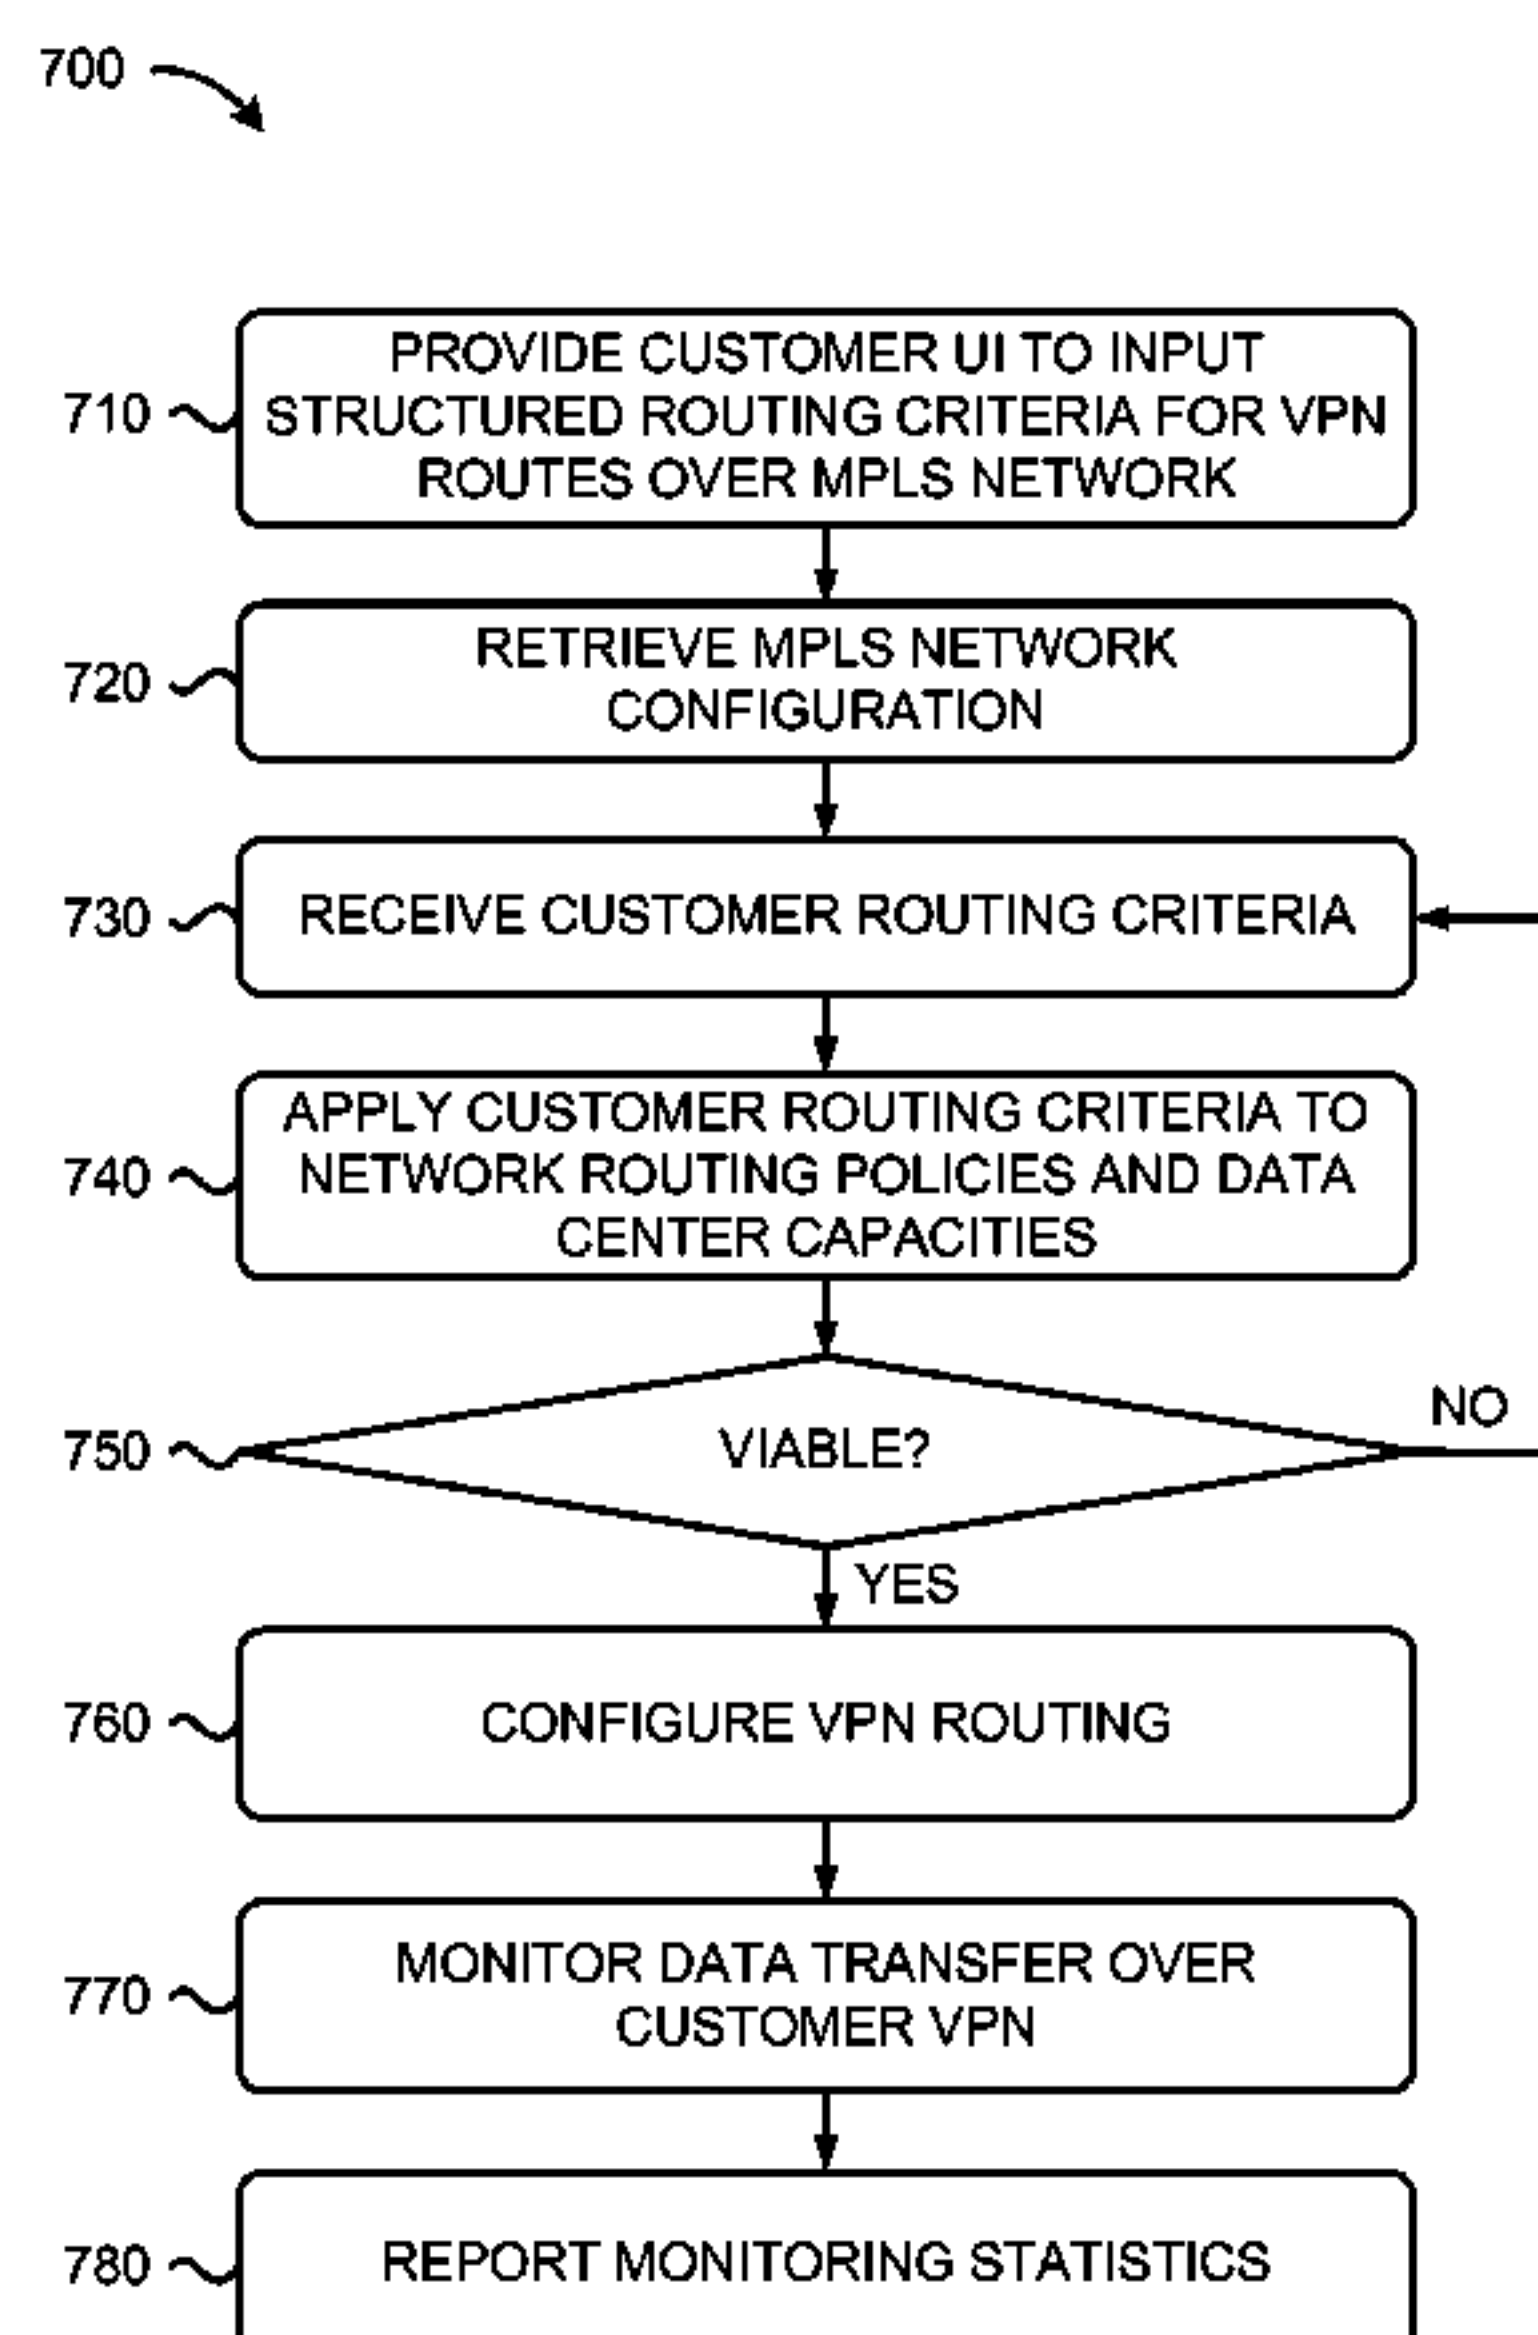 700
PROVIDE CUSTOMER UI TO INPUT
710
STRUCTURED ROUTING CRITERIA FOR VPN
ROUTES OVER MPLS NETWORK
720
RETRIEVE MPLS NETWORK
CONFIGURATION
730
RECEIVE CUSTOMER ROUTING CRITERIA
740
APPLY CUSTOMER ROUTING CRITERIA TO
NETWORK ROUTING POLICIES AND DATA
CENTER CAPACITIES
750
VIABLE?
NO
YES
760
CONFIGURE VPN ROUTING
770
MONITOR DATA TRANSFER OVER
CUSTOMER VPN
780
REPORT MONITORING STATISTICS